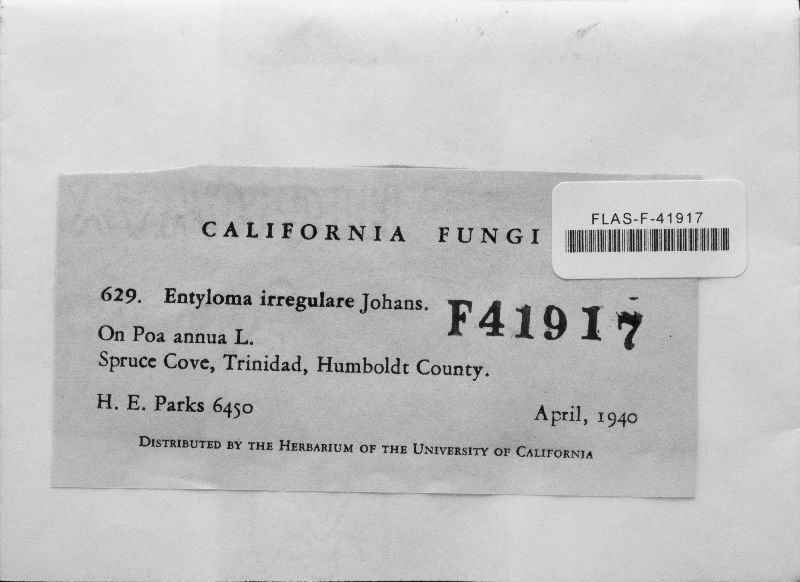 FLAS-F-41917
CALIFORNIA FUNGI
629. Entyloma irregulare Johans.
F41917
On Poa annua L.
Spruce Cove, Trinidad, Humboldt County.
H. E. Parks 6450
April, 1940
DISTRIBUTED BY THE HERBARIUM OF THE UNIVERSITY OF CALIFORNIA